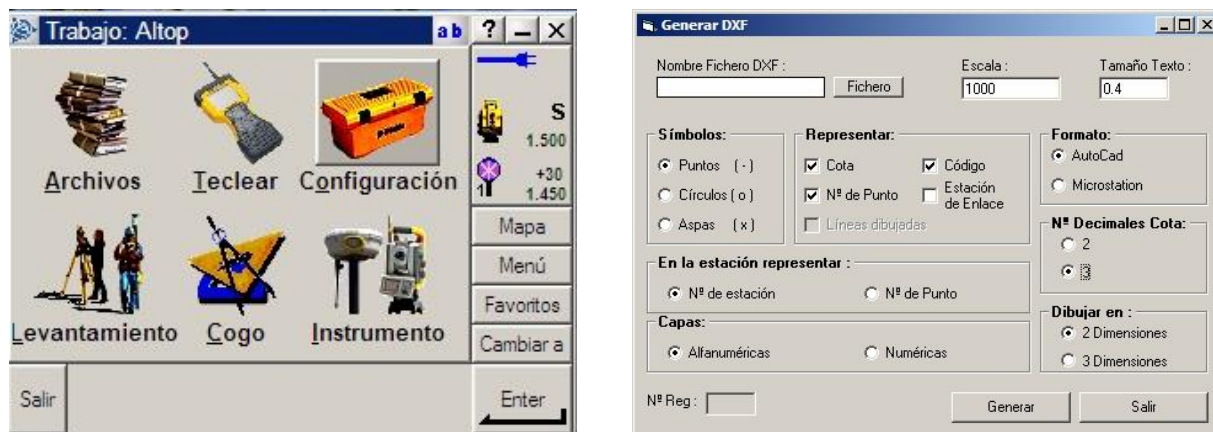 Trabajo: Altop
ab
?
Archivos
Teclear
Configuración
S
1.500
+30
1
1.450
Levantamiento
Cogo
Instrumento
Mapa
Menú
Favoritos
Cambiar a
Salir
Enter
Generar DXF
Nombre Fichero DXF :
Fichero
Escala :
1000
Tamaño Texto :
0.4
Símbolos:
Puntos ( - )
Círculos ( o )
Aspas ( x )
Representar:
Cota
Código
Nº de Punto
Estación
de Enlace
Líneas dibujadas
Formato:
AutoCad
Microstation
Nº Decimales Cota:
2
3
En la estación representar :
Nº de estación
Nº de Punto
Capas:
Alfanuméricas
Numéricas
Dibujar en :
2 Dimensiones
3 Dimensiones
Nº Reg :
Generar
Salir